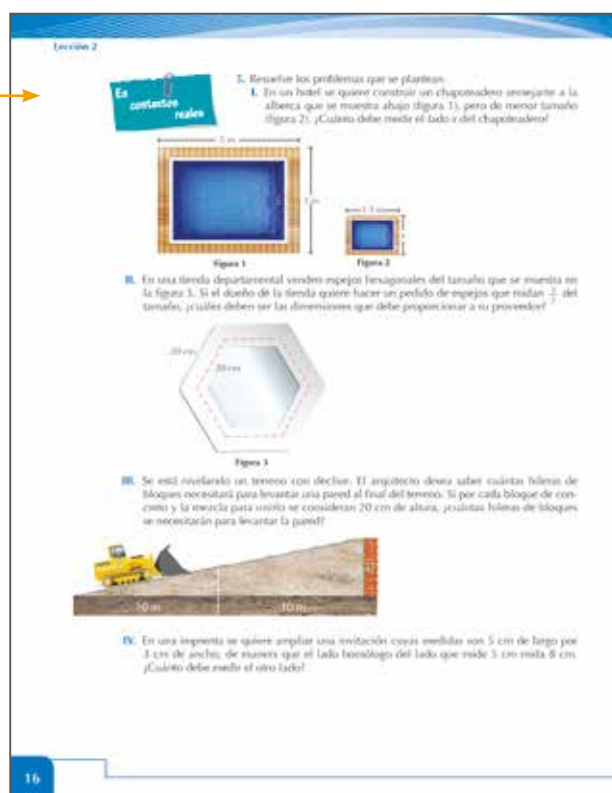 Lección 2
En
contextos
reales
5. Resuelve los problemas que se plantean.
I. En un hotel se quiere construir un chapoteadero semejante a la
alberca que se muestra abajo (figura 1), pero de menor tamaño
(figura 2). ¿Cuánto debe medir el lado x del chapoteadero?
Figura 1
Figura 2
II. En una tienda departamental venden espejos hexagonales del tamaño que se muestra en
la figura 3. Si el dueño de la tienda quiere hacer un pedido de espejos que midan del
tamaño, ¿cuáles deben ser las dimensiones que debe proporcionar a su proveedor?
20 cm
Figura 3
III. Se está nivelando un terreno con declive. El arquitecto desea saber cuántas hileras de
bloques necesitará para levantar una pared al final del terreno. Si por cada bloque de con-
creto y la mezcla para unirlo se consideran 20 cm de altura, ¿cuántas hileras de bloques
se necesitarán para levantar la pared?
10 m
10 m
IV. En una imprenta se quiere ampliar una invitación cuyas medidas son 5 cm de largo por
3 cm de ancho, de manera que el lado homólogo del lado que mide 5 cm mida 8 cm.
¿Cuánto debe medir el otro lado?
16